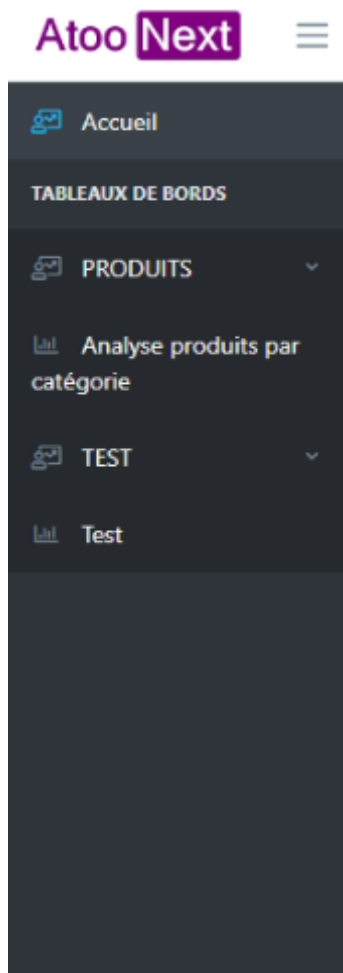 Atoo Next
Accueil
TABLEAUX DE BORDS
PRODUITS
Analyse produits par
catégorie
TEST
Test